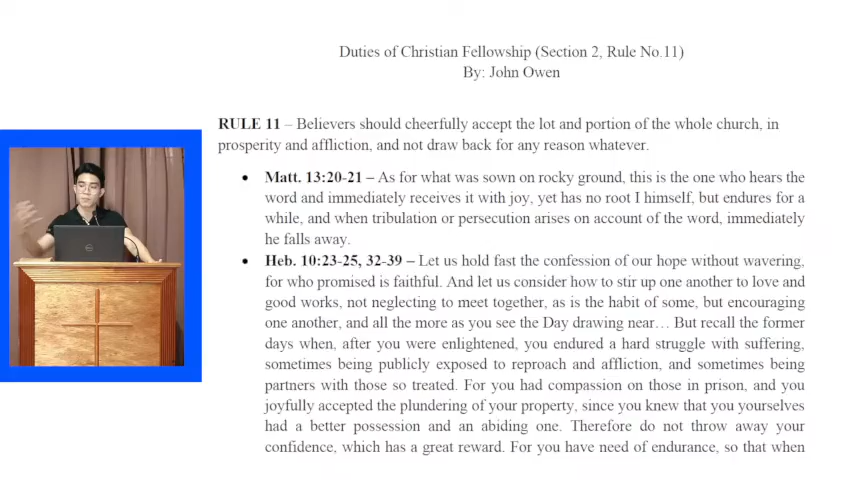 Duties of Christian Fellowship (Section 2, Rule No.11)
By: John Owen
RULE 11 – Believers should cheerfully accept the lot and portion of the whole church, in
prosperity and affliction, and not draw back for any reason whatever.
• Matt. 13:20-21 – As for what was sown on rocky ground, this is the one who hears the
word and immediately receives it with joy, yet has no root I himself, but endures for a
while, and when tribulation or persecution arises on account of the word, immediately
he falls away.
• Heb. 10:23-25, 32-39 – Let us hold fast the confession of our hope without wavering,
for who promised is faithful. And let us consider how to stir up one another to love and
good works, not neglecting to meet together, as is the habit of some, but encouraging
one another, and all the more as you see the Day drawing near… But recall the former
days when, after you were enlightened, you endured a hard struggle with suffering,
sometimes being publicly exposed to reproach and affliction, and sometimes being
partners with those so treated. For you had compassion on those in prison, and you
joyfully accepted the plundering of your property, since you knew that you yourselves
had a better possession and an abiding one. Therefore do not throw away your
confidence, which has a great reward. For you have need of endurance, so that when